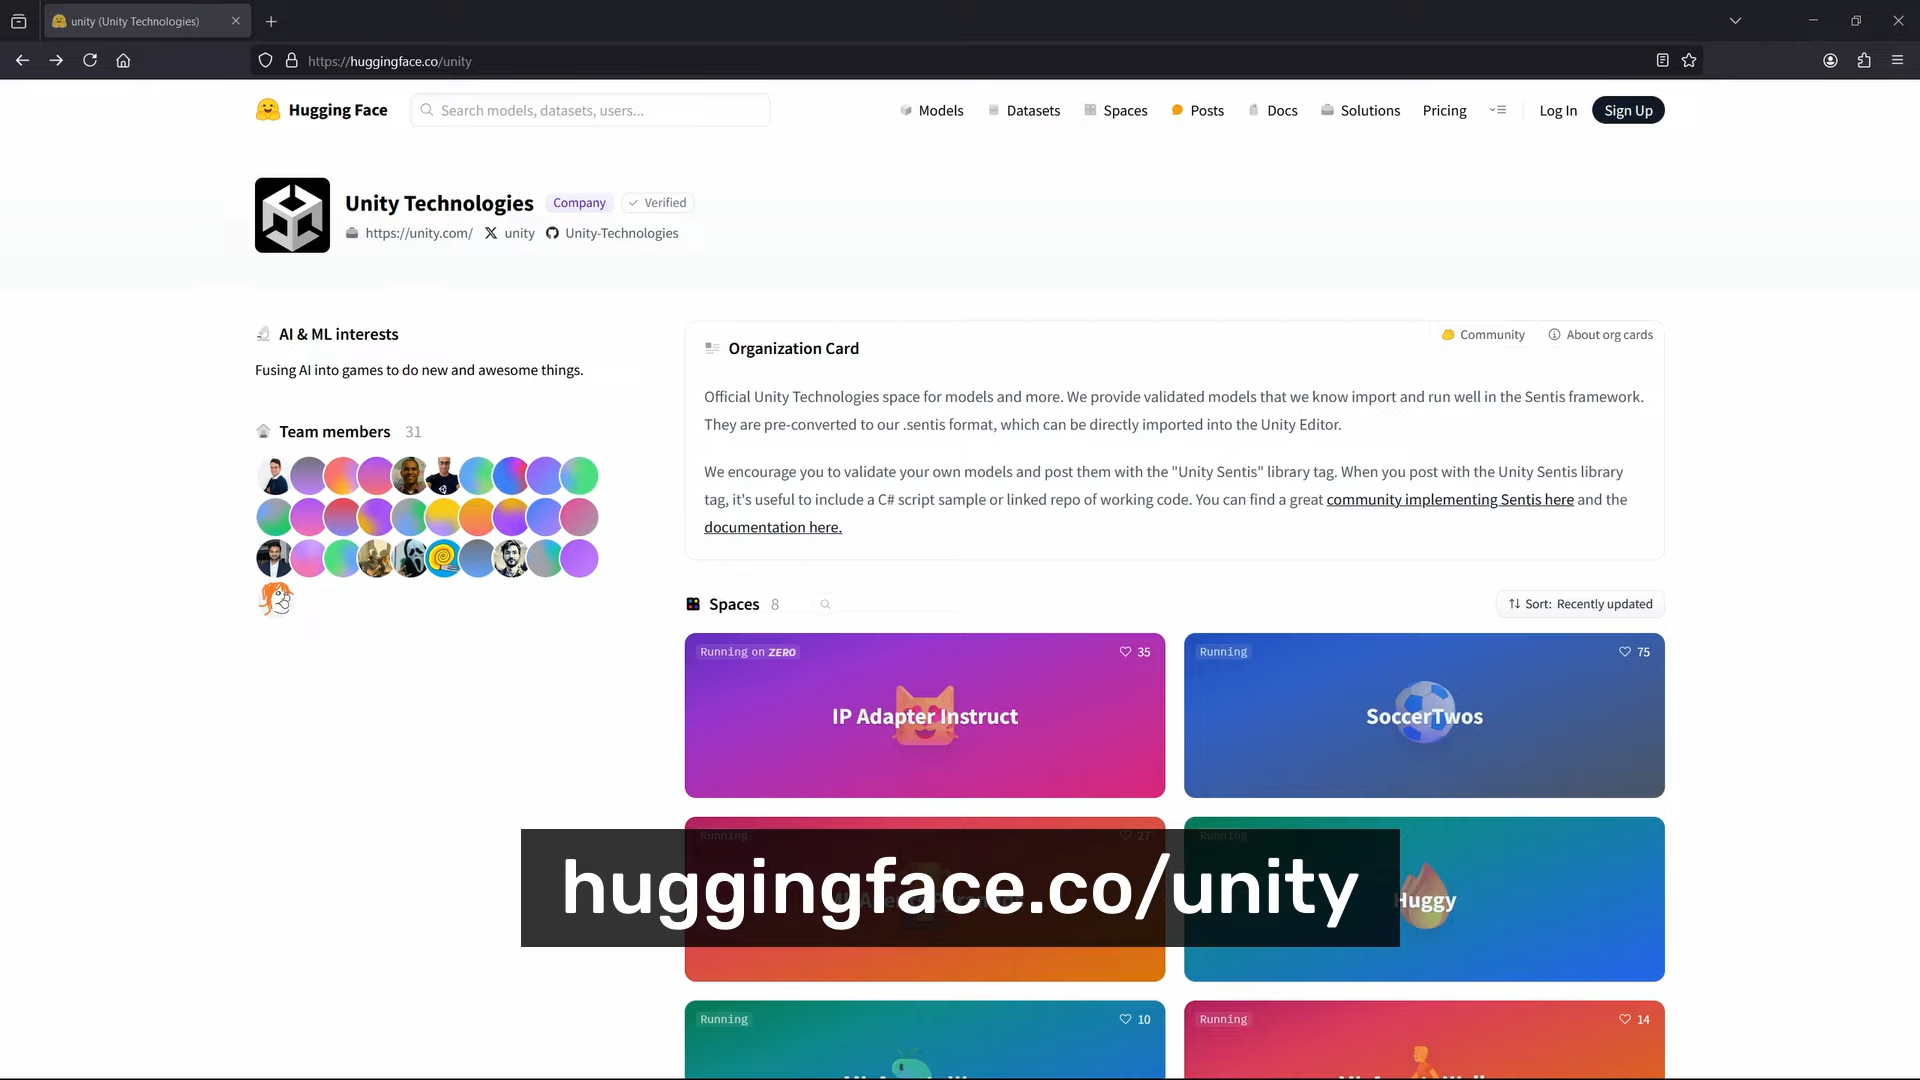 unity (Unity Technologies)
https://huggingface.co/unity
Hugging Face
Search models, datasets, users...
Models
Datasets
Spaces
Posts
Docs
Solutions
Pricing
Log In
Sign Up
Unity Technologies
Company
Verified
https://unity.com/
unity
Unity-Technologies
AI & ML interests
Fusing AI into games to do new and awesome things.
Team members 31
Community
About org cards
Organization Card
Official Unity Technologies space for models and more. We provide validated models that we know import and run well in the Sentis framework.
They are pre-converted to our .sentis format, which can be directly imported into the Unity Editor.
We encourage you to validate your own models and post them with the "Unity Sentis" library tag. When you post with the Unity Sentis library
tag, it's useful to include a C# script sample or linked repo of working code. You can find a great community implementing Sentis here and the
documentation here.
Spaces 8
Sort: Recently updated
Running on ZERO
35
IP Adapter Instruct
Running
75
SoccerTwos
Running
27
Running
Huggy
huggingface.co/unity
Running
10
Running
14